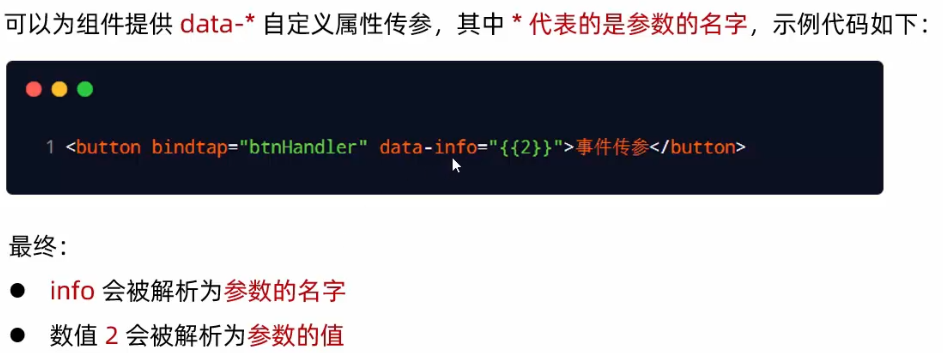 可以为组件提供 data-* 自定义属性传参，其中 * 代表的是参数的名字，示例代码如下：
1 <button bindtap="btnHandler" data-info="{{2}}">事件传参</button>
最终：
● info 会被解析为参数的名字
● 数值 2 会被解析为参数的值